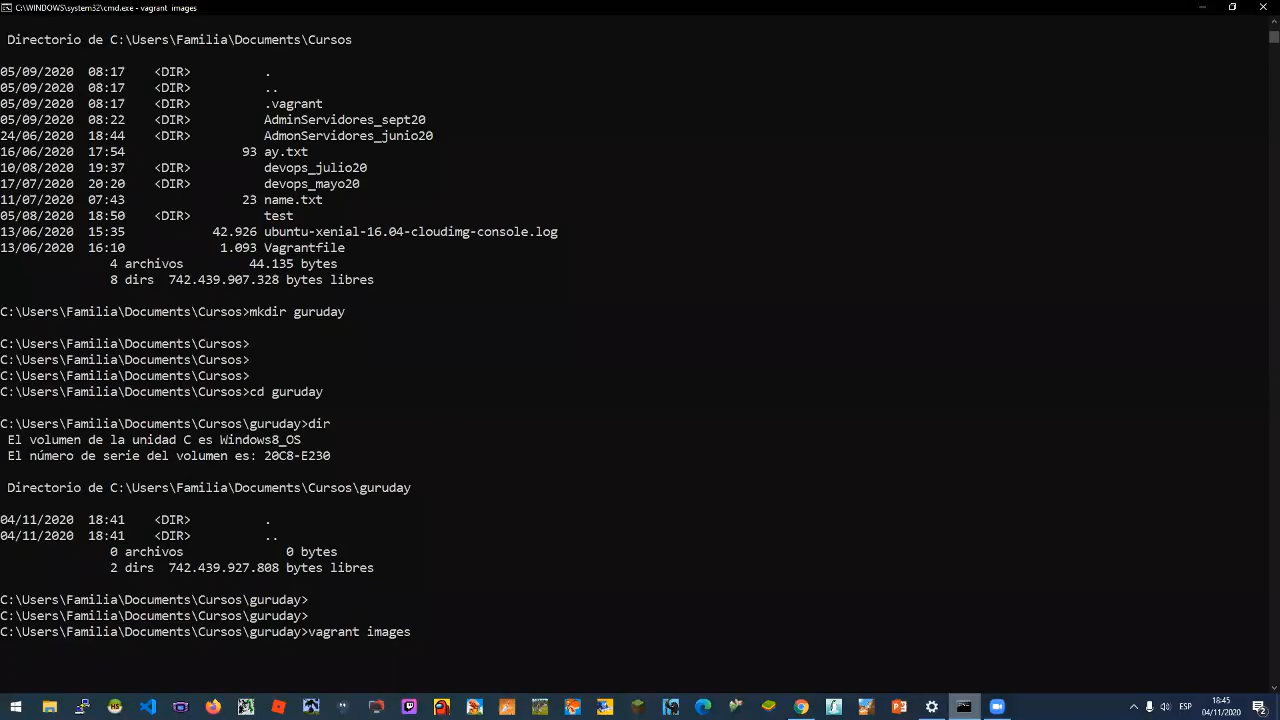 C:\WINDOWS\system32\cmd.exe - vagrant images
Directorio de C:\Users\Familia\Documents\Cursos
05/09/2020 08:17 <DIR> .
05/09/2020 08:17 <DIR> ..
05/09/2020 08:17 <DIR> .vagrant
05/09/2020 08:22 <DIR> AdminServidores_sept20
24/06/2020 18:44 <DIR> AdmonServidores_junio20
16/06/2020 17:54 93 ay.txt
10/08/2020 19:37 <DIR> devops_julio20
17/07/2020 20:20 <DIR> devops_mayo20
11/07/2020 07:43 23 name.txt
05/08/2020 18:50 <DIR> test
13/06/2020 15:35 42.926 ubuntu-xenial-16.04-cloudimg-console.log
13/06/2020 16:10 1.093 Vagrantfile
4 archivos 44.135 bytes
8 dirs 742.439.907.328 bytes libres
C:\Users\Familia\Documents\Cursos>mkdir guruday
C:\Users\Familia\Documents\Cursos>
C:\Users\Familia\Documents\Cursos>
C:\Users\Familia\Documents\Cursos>
C:\Users\Familia\Documents\Cursos>cd guruday
C:\Users\Familia\Documents\Cursos\guruday>dir
El volumen de la unidad C es Windows8_OS
El número de serie del volumen es: 20C8-E230
Directorio de C:\Users\Familia\Documents\Cursos\guruday
04/11/2020 18:41 <DIR> .
04/11/2020 18:41 <DIR> ..
0 archivos 0 bytes
2 dirs 742.439.927.808 bytes libres
C:\Users\Familia\Documents\Cursos\guruday>
C:\Users\Familia\Documents\Cursos\guruday>
C:\Users\Familia\Documents\Cursos\guruday>vagrant images
ESP
18:45
04/11/2020